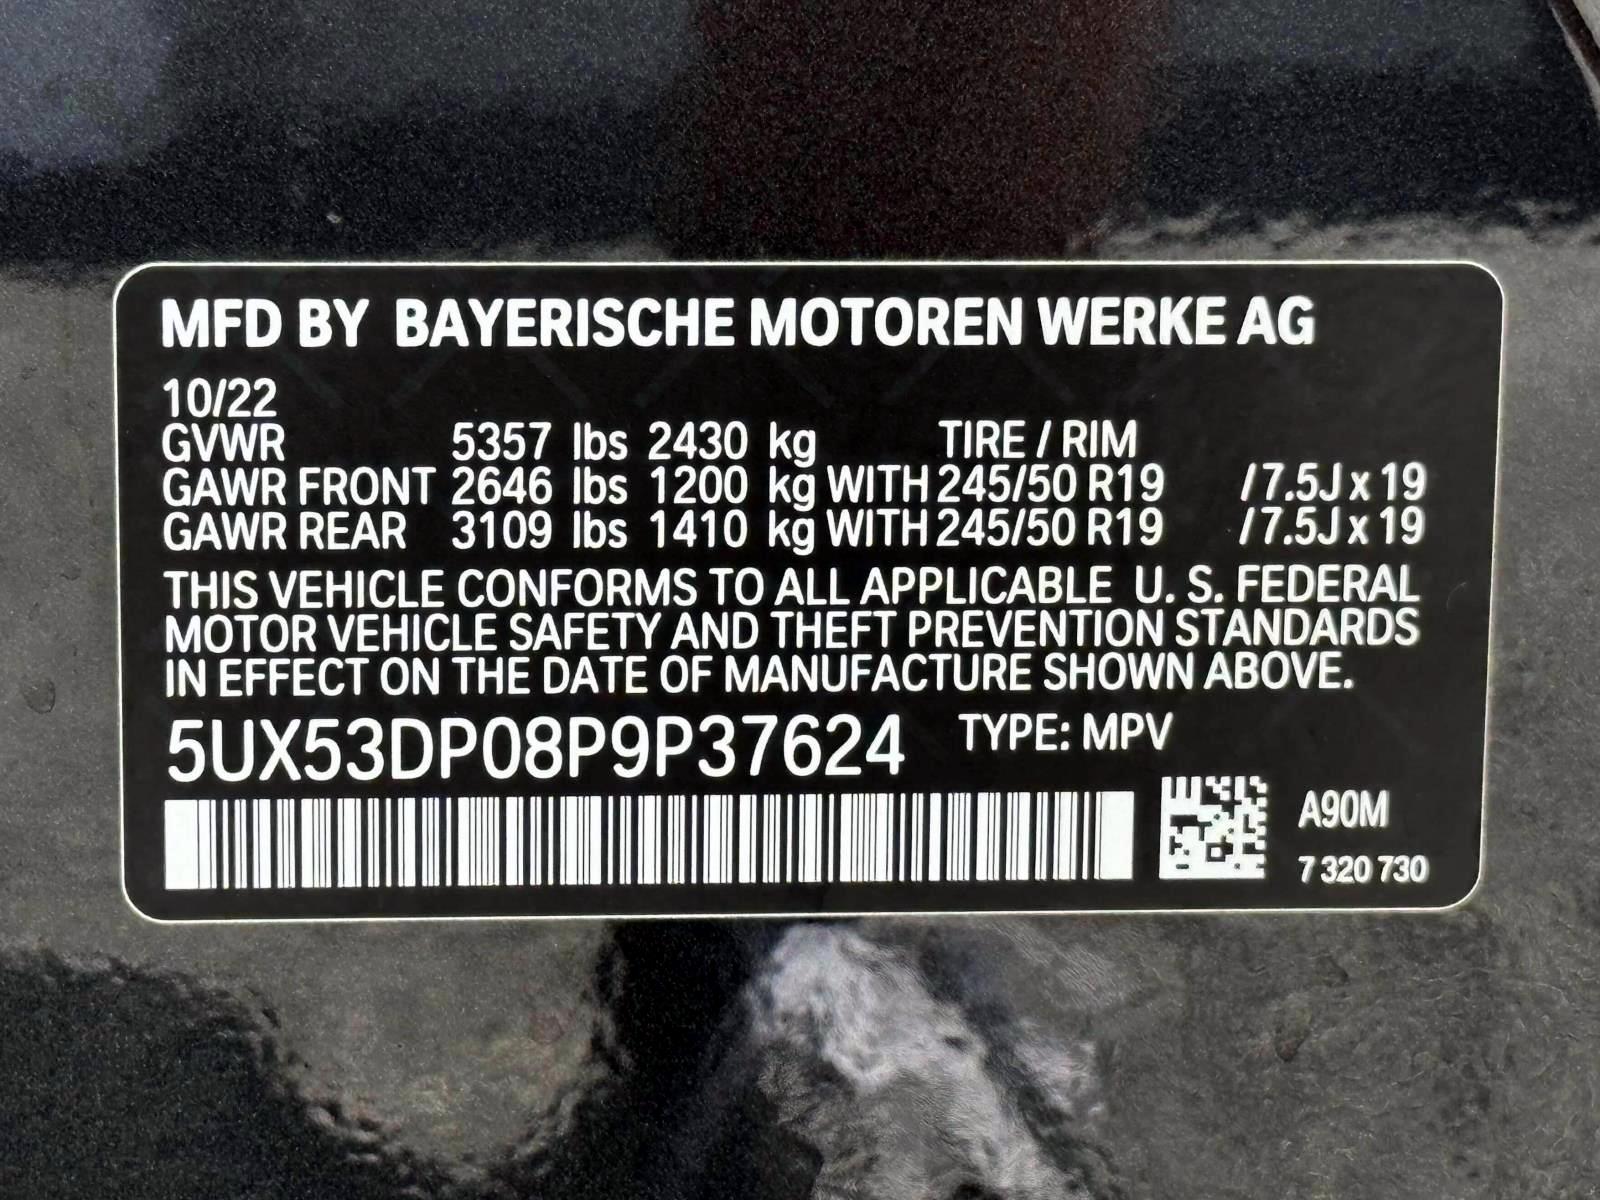 MFD BY BAYERISCHE MOTOREN WERKE AG
10/22
GVWR 5357 lbs 2430 kg TIRE / RIM
GAWR FRONT 2646 lbs 1200 kg WITH 245/50 R19 /7.5J x 19
GAWR REAR 3109 lbs 1410 kg WITH 245/50 R19 /7.5J x 19
THIS VEHICLE CONFORMS TO ALL APPLICABLE U. S. FEDERAL
MOTOR VEHICLE SAFETY AND THEFT PREVENTION STANDARDS
IN EFFECT ON THE DATE OF MANUFACTURE SHOWN ABOVE.
5UX53DP08P9P37624 TYPE: MPV
A90M
7 320 730